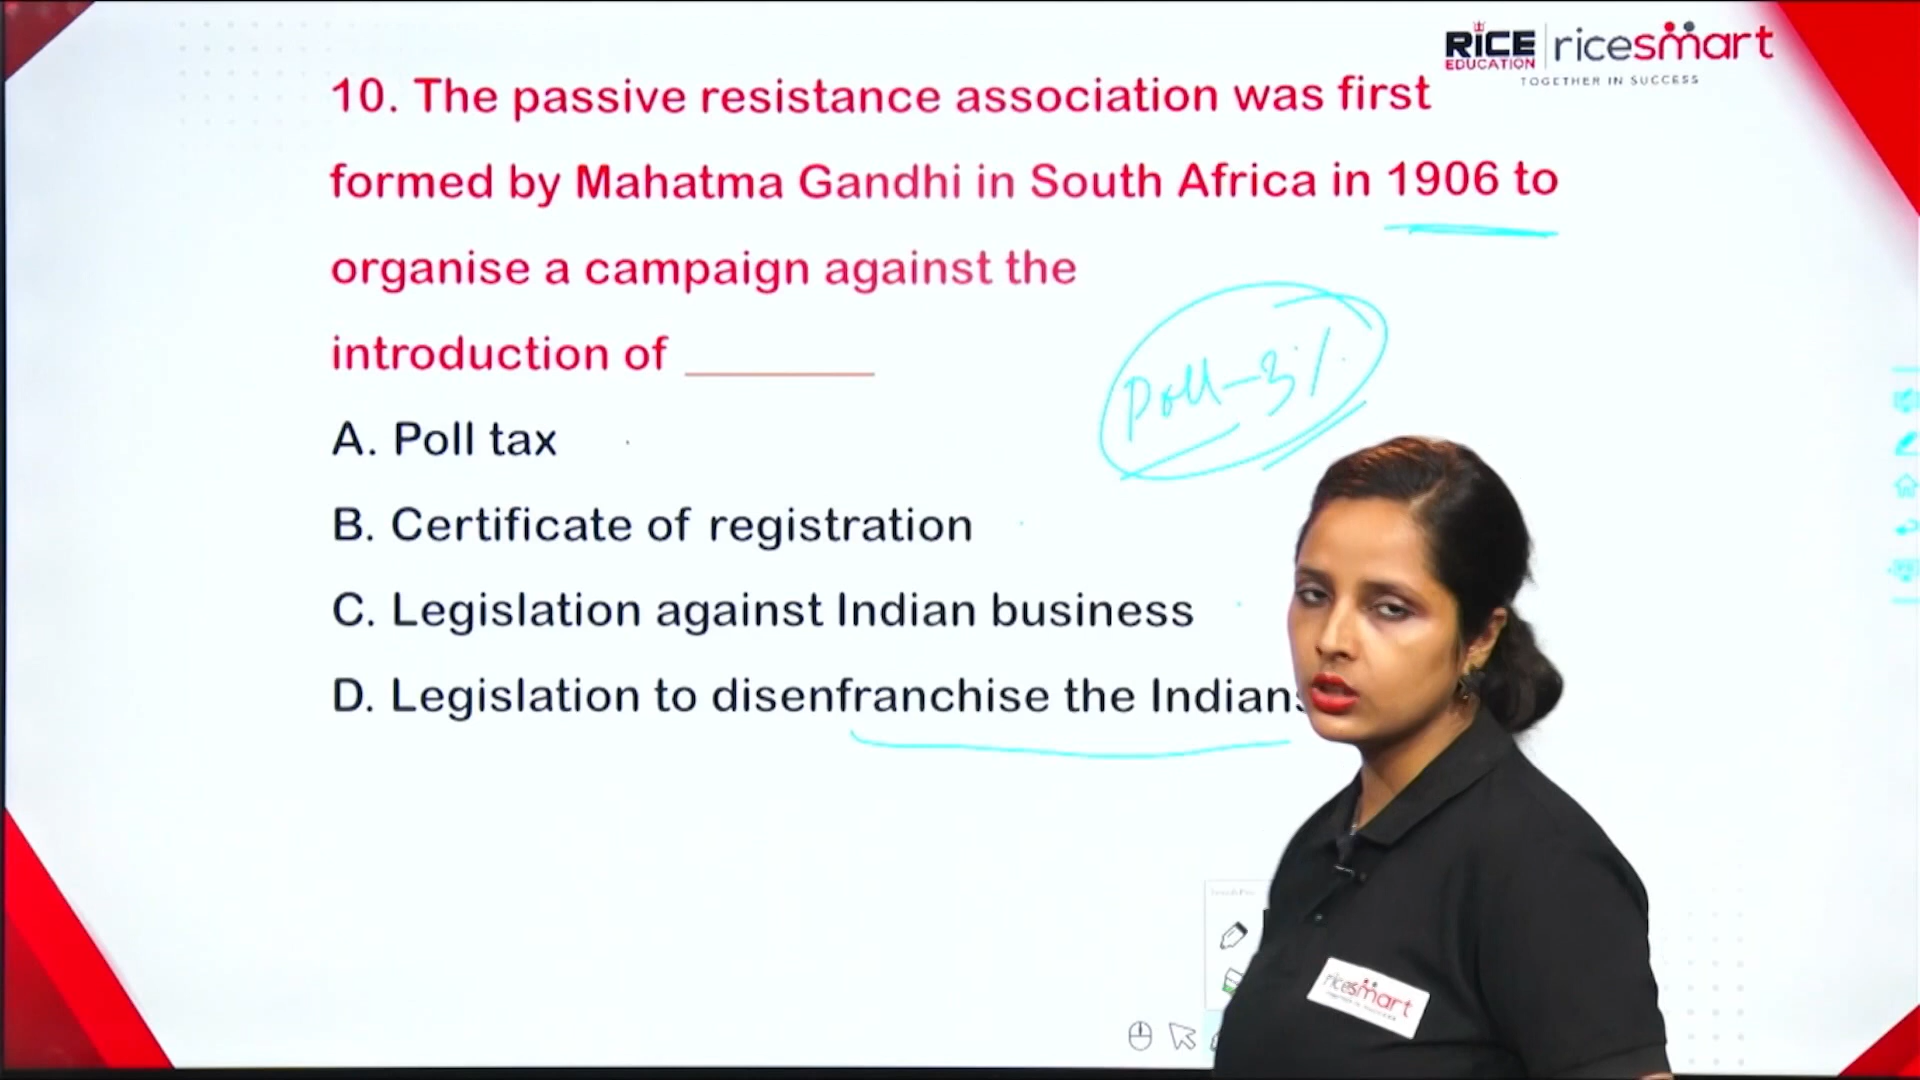 RICE
EDUCATION
ricesmart
TOGETHER IN SUCCESS
10. The passive resistance association was first
formed by Mahatma Gandhi in South Africa in 1906 to
organise a campaign against the
introduction of ________
Poll-3%
A. Poll tax
B. Certificate of registration
C. Legislation against Indian business
D. Legislation to disenfranchise the Indians
ricesmart